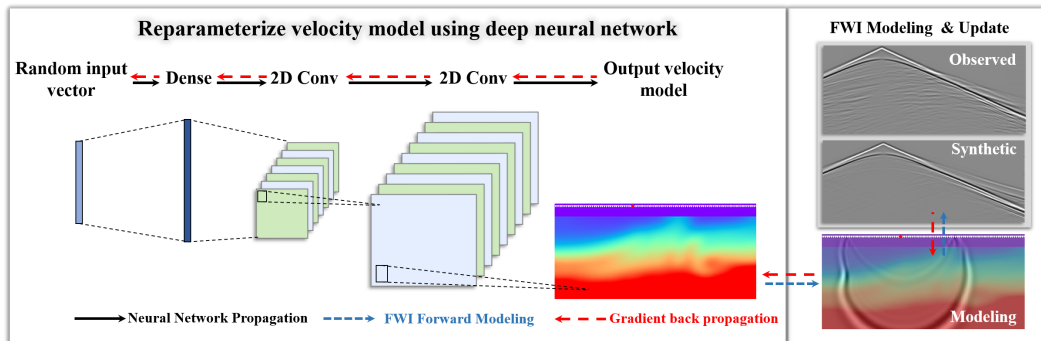 Reparameterize velocity model using deep neural network
Random input
vector
Dense
2D Conv
2D Conv
Output velocity
model
Neural Network Propagation
FWI Forward Modeling
Gradient back propagation
FWI Modeling & Update
Observed
Synthetic
Modeling